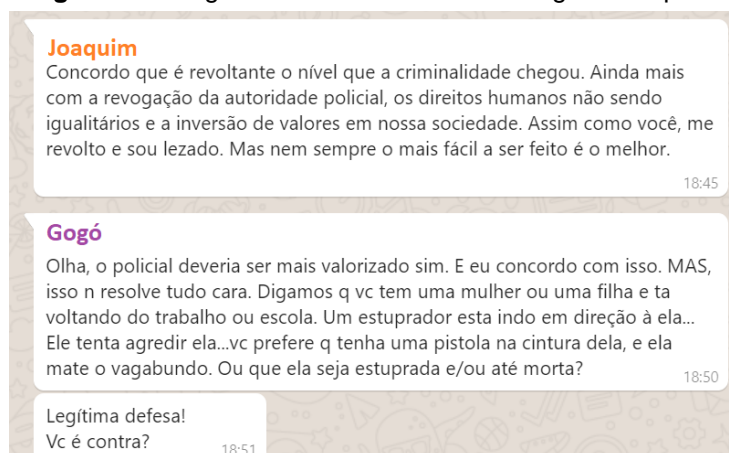 Joaquim
Concordo que é revoltante o nível que a criminalidade chegou. Ainda mais
com a revogação da autoridade policial, os direitos humanos não sendo
igualitários e a inversão de valores em nossa sociedade. Assim como você, me
revolto e sou lezado. Mas nem sempre o mais fácil a ser feito é o melhor.
18:45
Gogó
Olha, o policial deveria ser mais valorizado sim. E eu concordo com isso. MAS,
isso n resolve tudo cara. Digamos q vc tem uma mulher ou uma filha e ta
voltando do trabalho ou escola. Um estuprador esta indo em direção à ela...
Ele tenta agredir ela...vc prefere q tenha uma pistola na cintura dela, e ela
mate o vagabundo. Ou que ela seja estuprada e/ou até morta?
18:50
Legítima defesa!
Vc é contra?
18:51